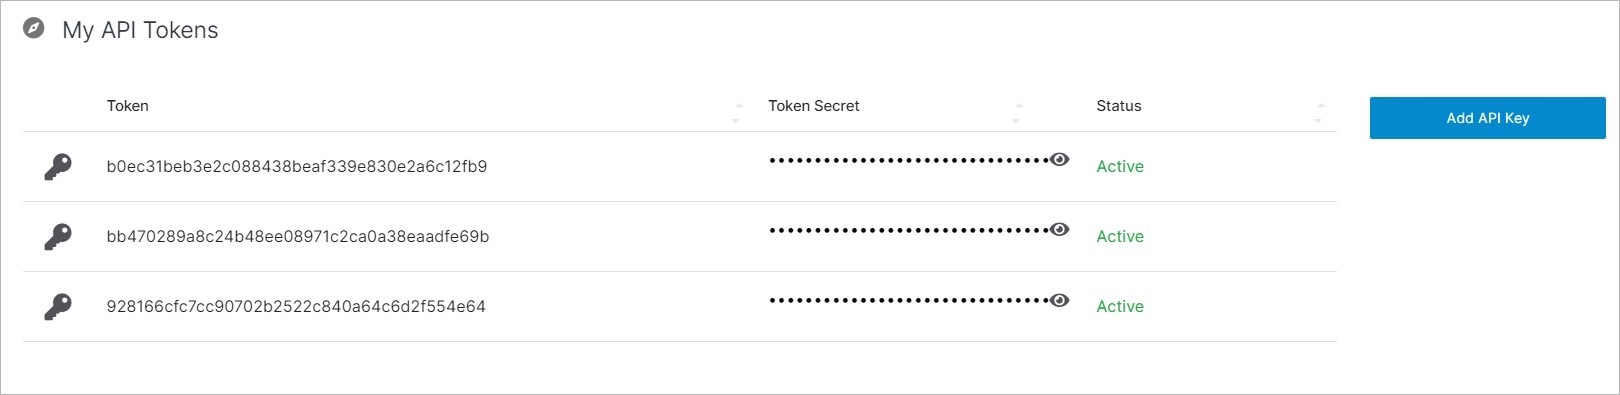 My API Tokens
Token Token Secret Status
Add API Key
b0ec31beb3e2c088438beaf339e830e2a6c12fb9 •••••••••••••••••••••••••••••••• Active
bb470289a8c24b48ee08971c2ca0a38eaadfe69b •••••••••••••••••••••••••••••••• Active
928166cfc7cc90702b2522c840a64c6d2f554e64 •••••••••••••••••••••••••••••••• Active